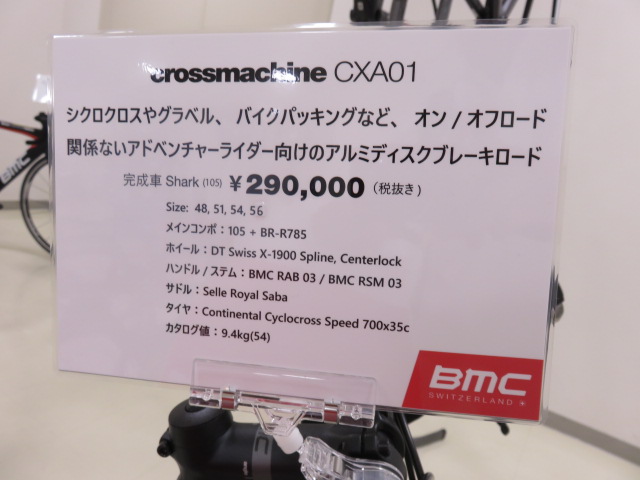 crossmachine CXA01
シクロクロスやグラベル、バイクパッキングなど、オン / オフロード
関係ないアドベンチャーライダー向けのアルミディスクブレーキロード
完成車 Shark (105) ¥290,000 (税抜き)
Size: 48, 51, 54, 56
メインコンポ：105 + BR-R785
ホイール：DT Swiss X-1900 Spline, Centerlock
ハンドル / ステム：BMC RAB 03 / BMC RSM 03
サドル：Selle Royal Saba
タイヤ：Continental Cyclocross Speed 700x35c
カタログ値：9.4kg(54)
BMC
SWITZERLAND